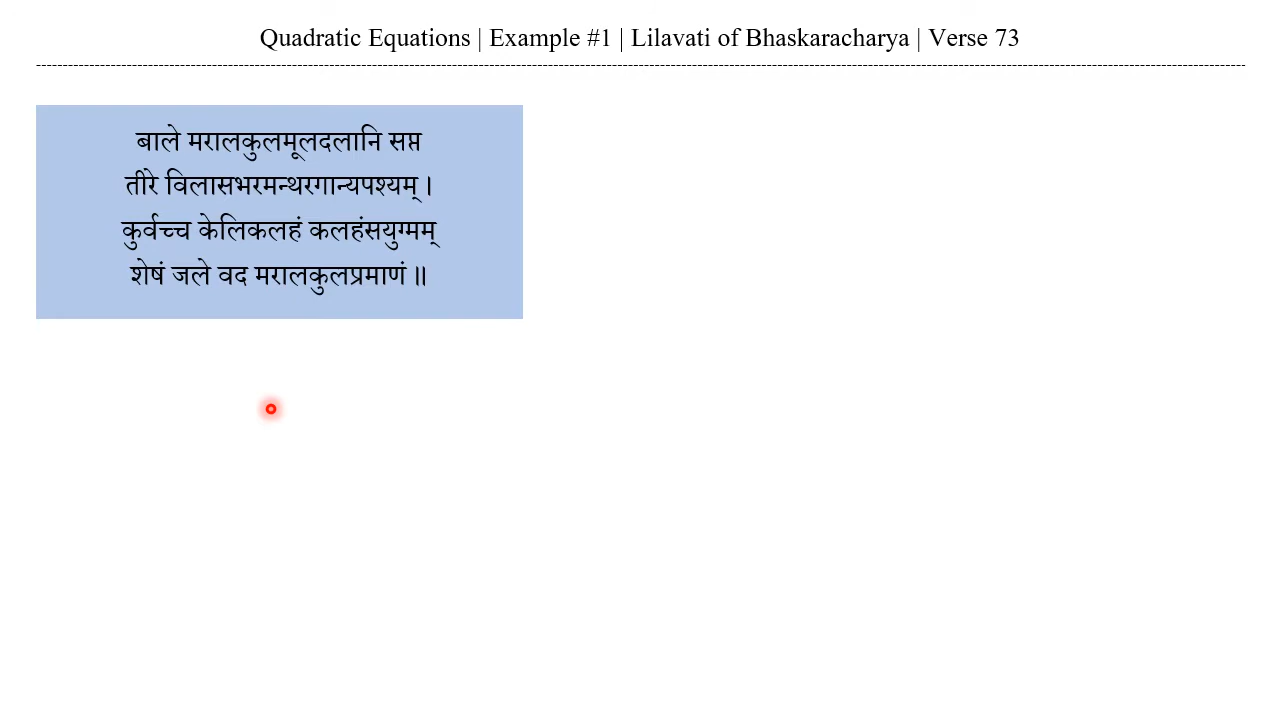 Quadratic Equations | Example #1 | Lilavati of Bhaskaracharya | Verse 73
बाले मरालकुलमूलदलानि सप्त
तीरे विलासभरमन्थरगान्यपश्यम् ।
कुर्वच्च केलिकलहं कलहंसयुग्मम्
शेषं जले वद मरालकुलप्रमाणं ॥